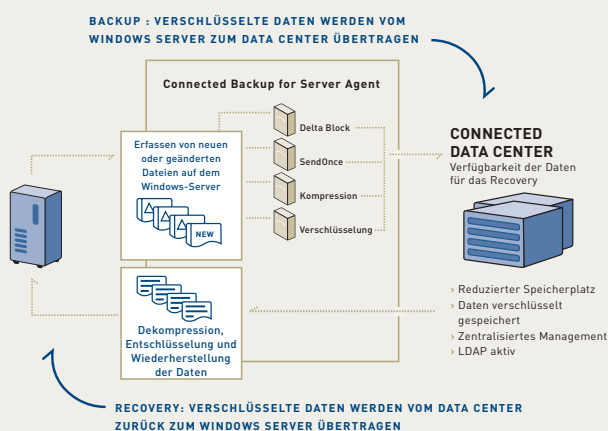 BACKUP : VERSCHLÜSSELTE DATEN WERDEN VOM
WINDOWS SERVER ZUM DATA CENTER ÜBERTRAGEN
Connected Backup for Server Agent
Erfassen von neuen
oder geänderten
Dateien auf dem
Windows-Server
NEW
Delta Block
SendOnce
Kompression
Verschlüsselung
CONNECTED
DATA CENTER
Verfügbarkeit der Daten
für das Recovery
› Reduzierter Speicherplatz
› Daten verschlüsselt
gespeichert
› Zentralisiertes Management
› LDAP aktiv
Dekompression,
Entschlüsselung und
Wiederherstellung
der Daten
RECOVERY: VERSCHLÜSSELTE DATEN WERDEN VOM DATA CENTER
ZURÜCK ZUM WINDOWS SERVER ÜBERTRAGEN